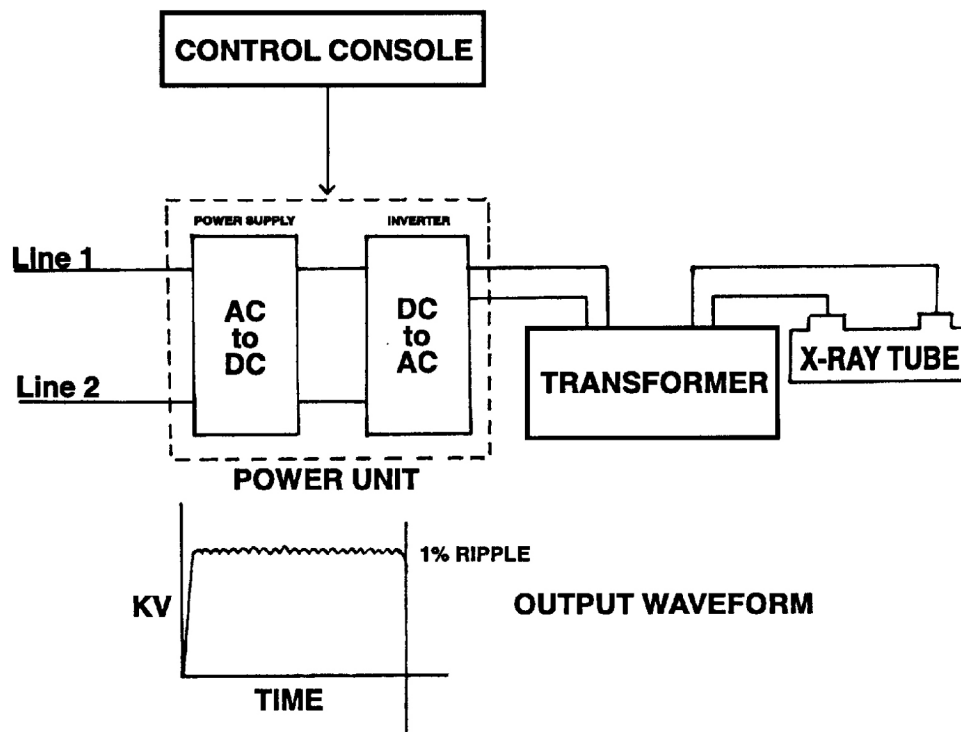 CONTROL CONSOLE
POWER SUPPLY
INVERTER
Line 1
Line 2
AC
to
DC
DC
to
AC
TRANSFORMER
X-RAY TUBE
POWER UNIT
1% RIPPLE
KV
OUTPUT WAVEFORM
TIME